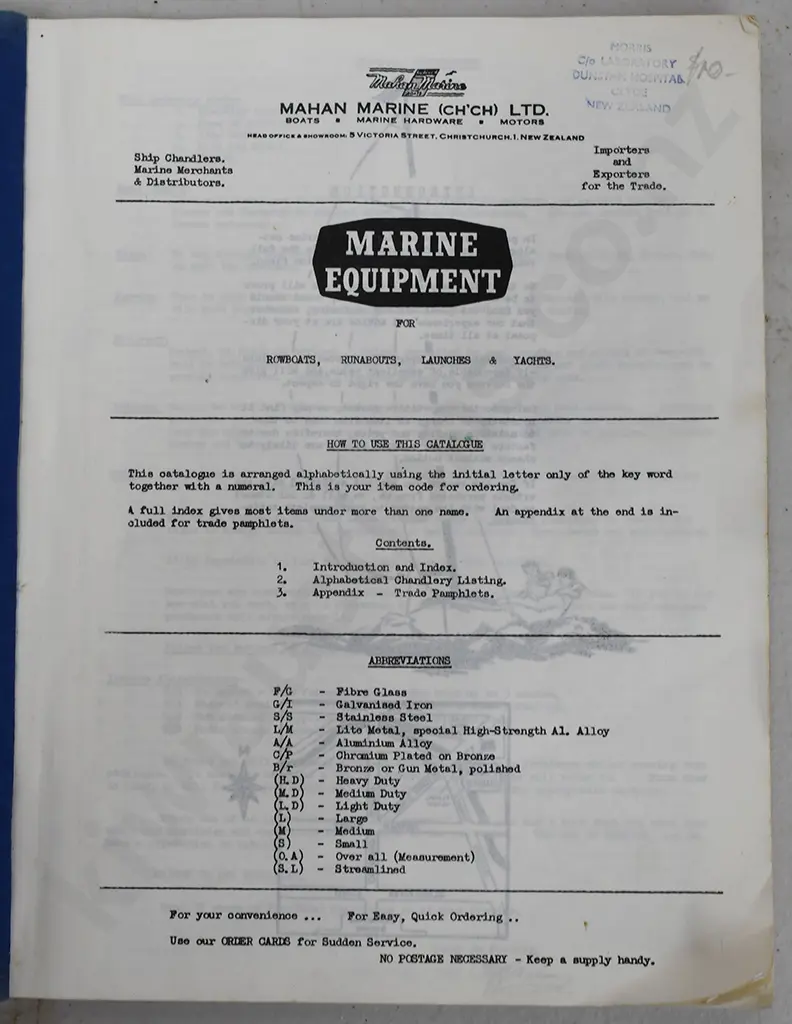 Mahan Marine
MAHAN MARINE (CH'CH) LTD.
BOATS • MARINE HARDWARE • MOTORS
HEAD OFFICE & SHOWROOM: 5 VICTORIA STREET, CHRISTCHURCH.1. NEW ZEALAND
MORRIS
C/o LABORATORY
DUNSTAN HOSPITAL
CLYDE
NEW ZEALAND
$10-
Ship Chandlers.
Marine Merchants
& Distributors.
Importers
and
Exporters
for the Trade.
MARINE
EQUIPMENT
FOR
ROWBOATS, RUNABOUTS, LAUNCHES & YACHTS.
HOW TO USE THIS CATALOGUE
This catalogue is arranged alphabetically using the initial letter only of the key word
together with a numeral. This is your item code for ordering.
A full index gives most items under more than one name. An appendix at the end is in-
cluded for trade pamphlets.
Contents.
1. Introduction and Index.
2. Alphabetical Chandlery Listing.
3. Appendix - Trade Pamphlets.
ABBREVIATIONS
F/G - Fibre Glass
G/I - Galvanised Iron
S/S - Stainless Steel
L/M - Lite Metal, special High-Strength Al. Alloy
A/A - Aluminium Alloy
C/P - Chromium Plated on Bronze
B/r - Bronze or Gun Metal, polished
(H.D) - Heavy Duty
(M.D) - Medium Duty
(L.D) - Light Duty
(L) - Large
(M) - Medium
(S) - Small
(O.A) - Over all (Measurement)
(S.L) - Streamlined
For your convenience ... For Easy, Quick Ordering ..
Use our ORDER CARDS for Sudden Service.
NO POSTAGE NECESSARY - Keep a supply handy.